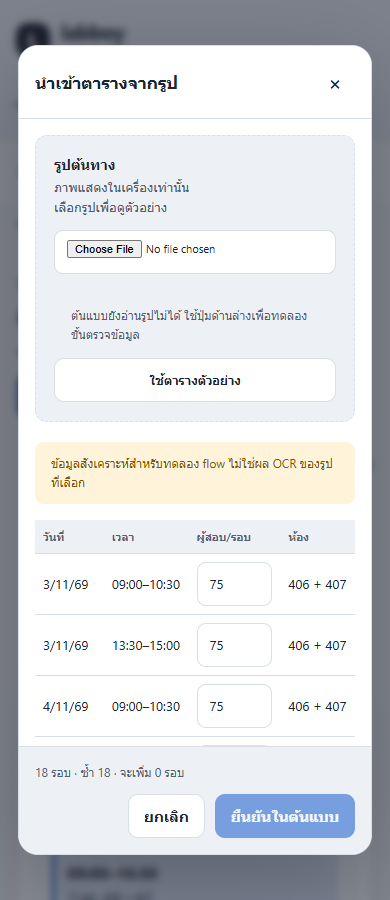 นำเข้าตารางจากรูป
×
รูปต้นทาง
ภาพแสดงในเครื่องเท่านั้น
เลือกรูปเพื่อดูตัวอย่าง
Choose File No file chosen
ต้นแบบยังอ่านรูปไม่ได้ ใช้ปุ่มด้านล่างเพื่อทดลอง
ขั้นตรวจข้อมูล
ใช้ตารางตัวอย่าง
ข้อมูลสังเคราะห์สำหรับทดลอง flow ไม่ใช่ผล OCR ของรูป
ที่เลือก
วันที่ เวลา ผู้สอบ/รอบ ห้อง
3/11/69 09:00–10:30 75 406 + 407
3/11/69 13:30–15:00 75 406 + 407
4/11/69 09:00–10:30 75 406 + 407
18 รอบ · ซ้ำ 18 · จะเพิ่ม 0 รอบ
ยกเลิก ยืนยันในต้นแบบ